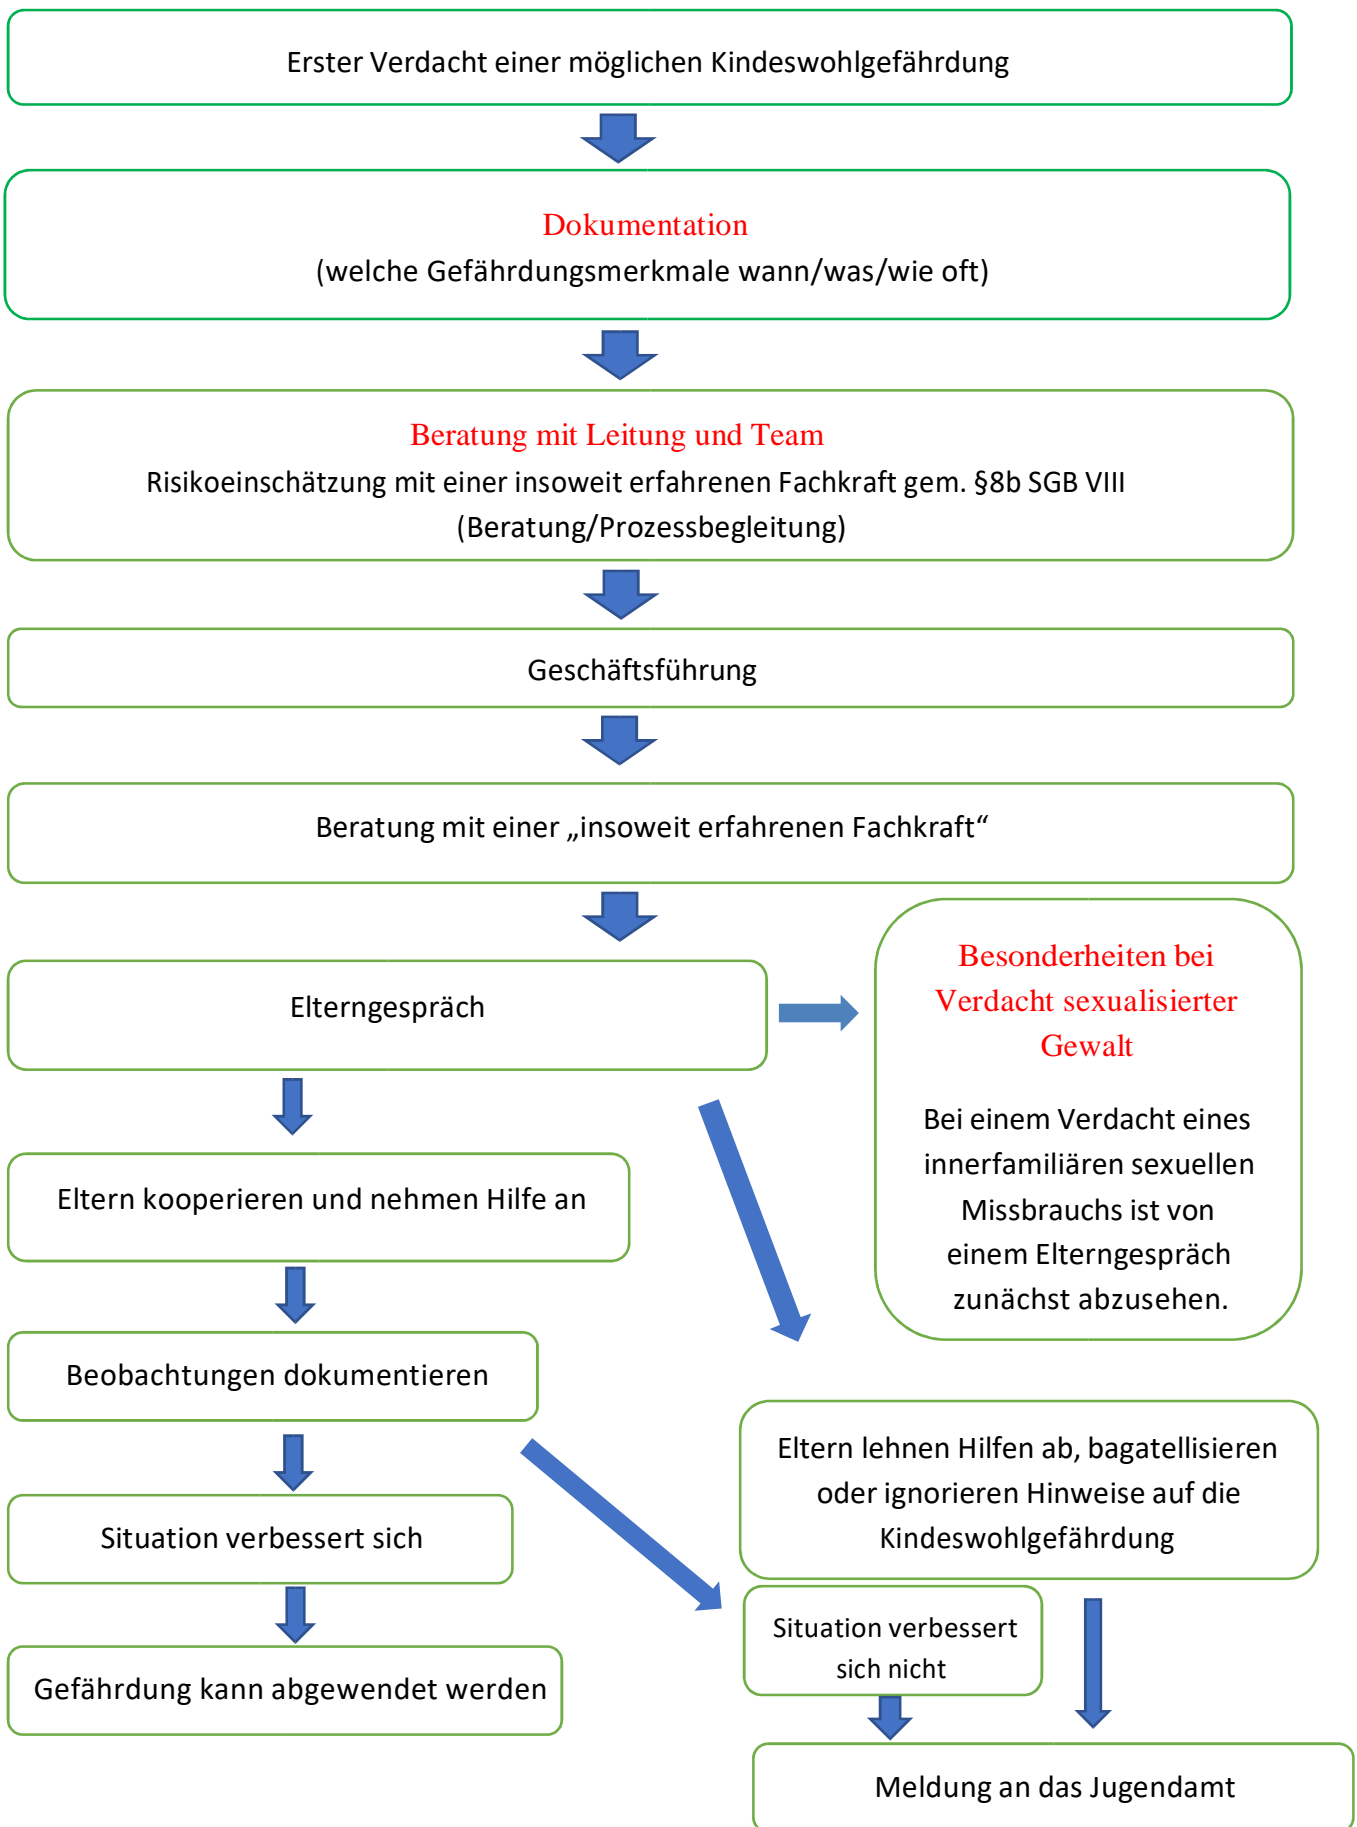 Erster Verdacht einer möglichen Kindeswohlgefährdung
Dokumentation
(welche Gefährdungsmerkmale wann/was/wie oft)
Beratung mit Leitung und Team
Risikoeinschätzung mit einer insoweit erfahrenen Fachkraft gem. §8b SGB VIII
(Beratung/Prozessbegleitung)
Geschäftsführung
Beratung mit einer „insoweit erfahrenen Fachkraft“
Elterngespräch
Besonderheiten bei
Verdacht sexualisierter
Gewalt
Bei einem Verdacht eines
innerfamiliären sexuellen
Missbrauchs ist von
einem Elterngespräch
zunächst abzusehen.
Eltern kooperieren und nehmen Hilfe an
Beobachtungen dokumentieren
Eltern lehnen Hilfen ab, bagatellisieren
oder ignorieren Hinweise auf die
Kindeswohlgefährdung
Situation verbessert sich
Situation verbessert
sich nicht
Gefährdung kann abgewendet werden
Meldung an das Jugendamt